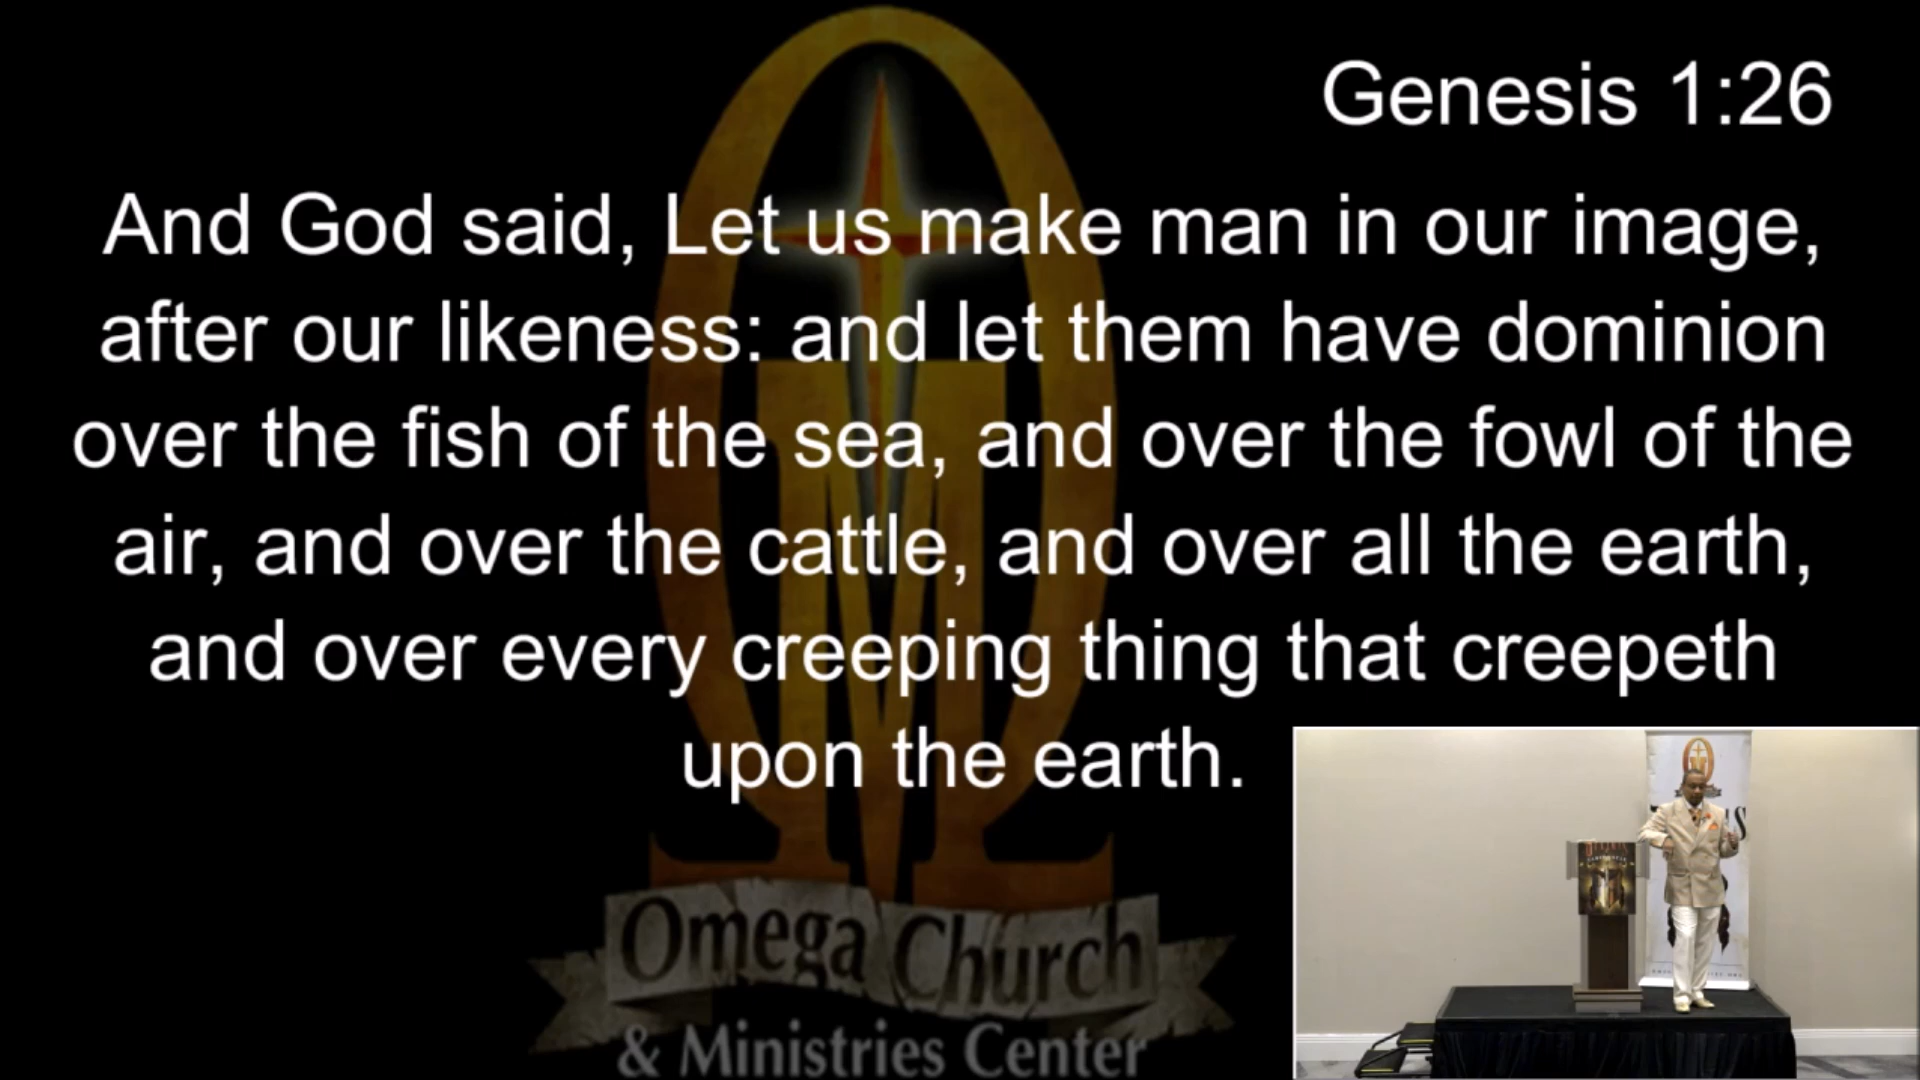 Genesis 1:26
And God said, Let us make man in our image,
after our likeness: and let them have dominion
over the fish of the sea, and over the fowl of the
air, and over the cattle, and over all the earth,
and over every creeping thing that creepeth
upon the earth.
Omega Church
& Ministries Center